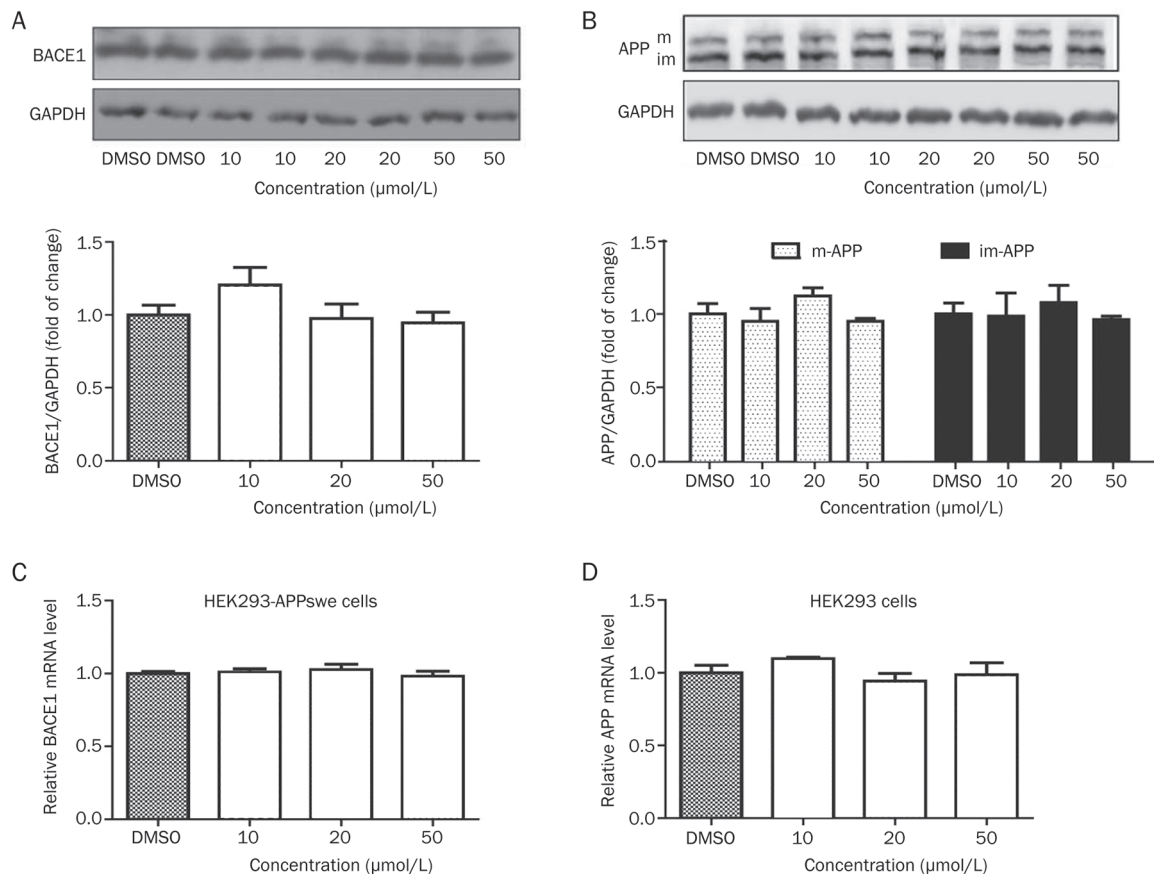 A
BACE1
GAPDH
DMSO DMSO 10 10 20 20 50 50
Concentration (µmol/L)
BACE1/GAPDH (fold of change)
1.5
1.0
0.5
0.0
DMSO 10 20 50
Concentration (µmol/L)
B
APP m
im
GAPDH
DMSO DMSO 10 10 20 20 50 50
Concentration (µmol/L)
APP/GAPDH (fold of change)
1.5
1.0
0.5
0.0
m-APP im-APP
DMSO 10 20 50 DMSO 10 20 50
Concentration (µmol/L)
C
HEK293-APPswe cells
Relative BACE1 mRNA level
1.5
1.0
0.5
0.0
DMSO 10 20 50
Concentration (µmol/L)
D
HEK293 cells
Relative APP mRNA level
1.5
1.0
0.5
0.0
DMSO 10 20 50
Concentration (µmol/L)